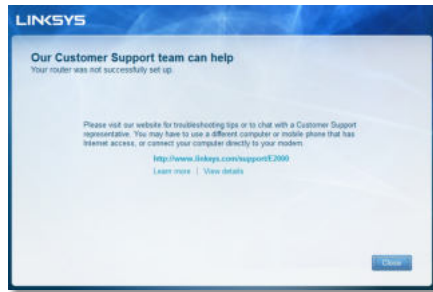 LINKSYS
Our Customer Support team can help
Your router was not successfully set up.
Please visit our website for troubleshooting tips or to chat with a Customer Support
representative. You may have to use a different computer or mobile phone that has
Internet access, or connect your computer directly to your modem.
http://www.linksys.com/support/E2000
Learn more | View details
Close